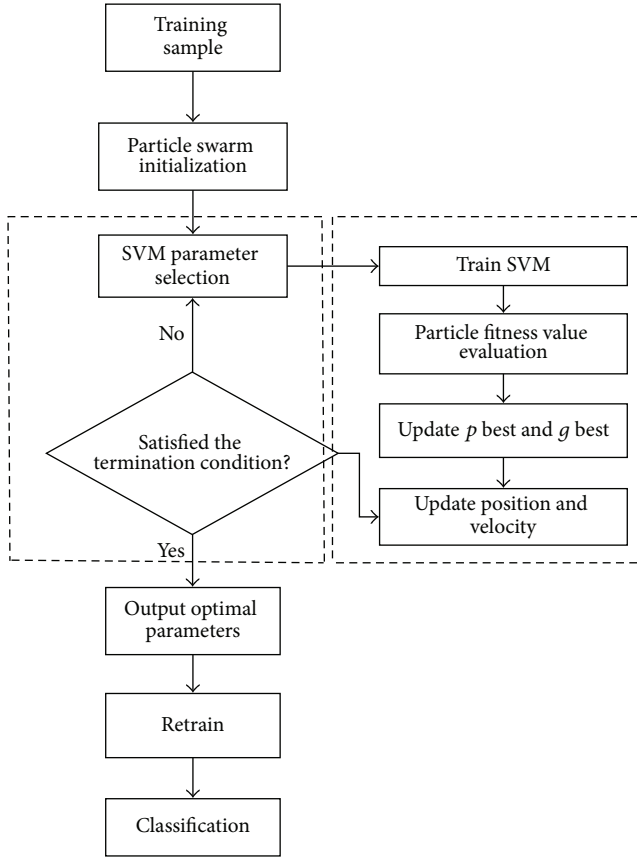 Training
sample
Particle swarm
initialization
SVM parameter
selection
No
Satisfied the
termination condition?
Yes
Output optimal
parameters
Retrain
Classification
Train SVM
Particle fitness value
evaluation
Update p best and g best
Update position and
velocity